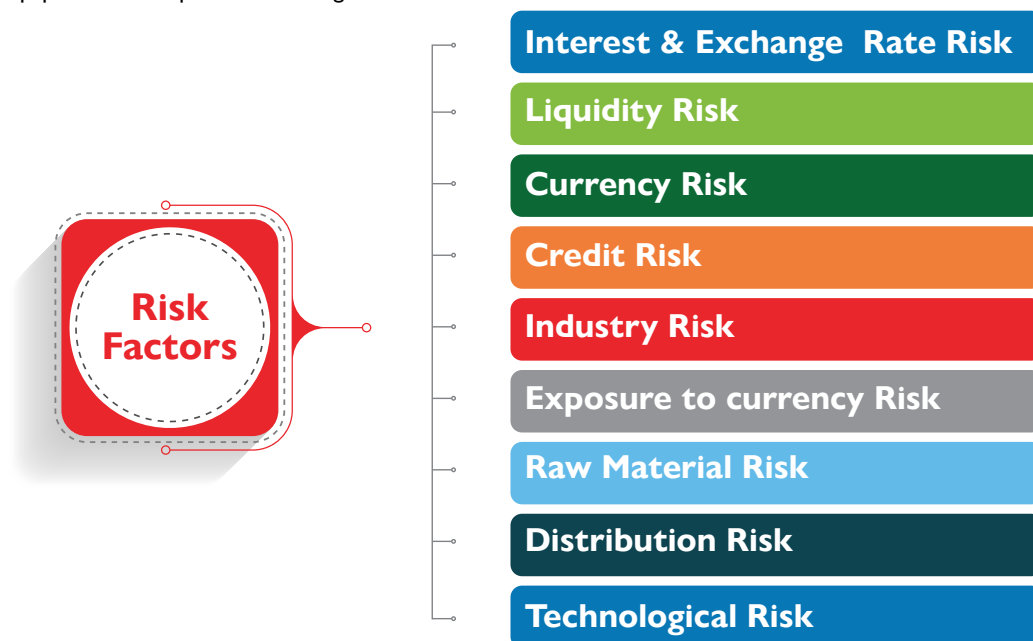 Risk
Factors
Interest & Exchange Rate Risk
Liquidity Risk
Currency Risk
Credit Risk
Industry Risk
Exposure to currency Risk
Raw Material Risk
Distribution Risk
Technological Risk